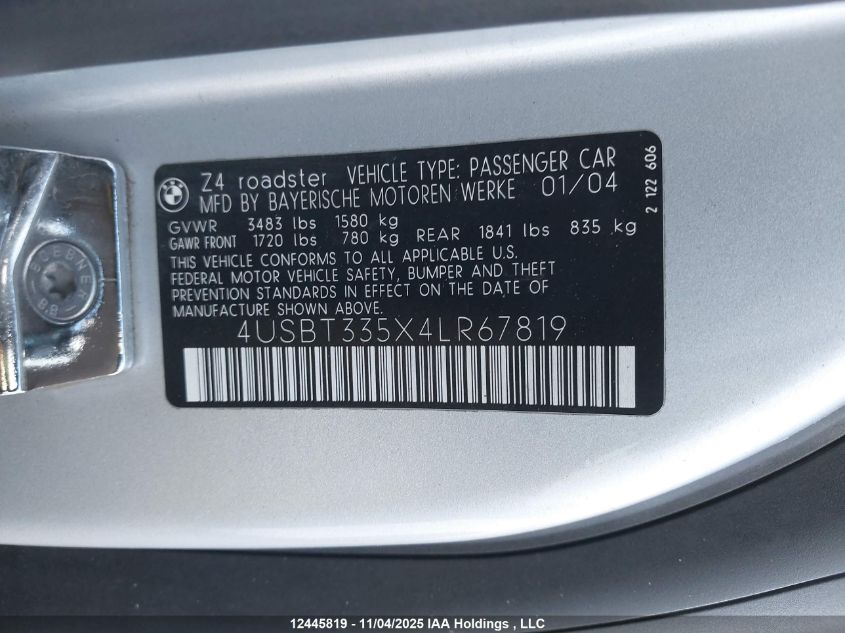 BMW
Z4 roadster VEHICLE TYPE: PASSENGER CAR
MFD BY BAYERISCHE MOTOREN WERKE 01/04
GVWR 3483 lbs 1580 kg
GAWR FRONT 1720 lbs 780 kg REAR 1841 lbs 835 kg
THIS VEHICLE CONFORMS TO ALL APPLICABLE U.S.
FEDERAL MOTOR VEHICLE SAFETY, BUMPER AND THEFT
PREVENTION STANDARDS IN EFFECT ON THE DATE OF
MANUFACTURE SHOWN ABOVE.
4USBT335X4LR67819
2 122 606
8.8
12445819 - 11/04/2025 IAA Holdings , LLC